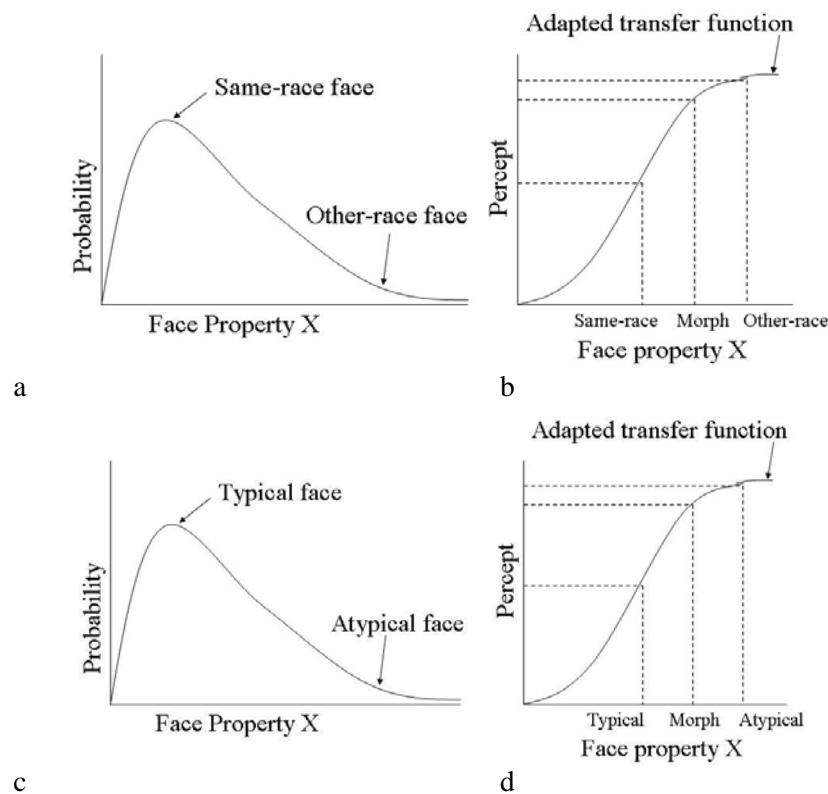 Same-race face
Other-race face
Probability
Face Property X
a
Adapted transfer function
Percept
Same-race Morph Other-race
Face property X
b
Typical face
Atypical face
Probability
Face Property X
c
Adapted transfer function
Percept
Typical Morph Atypical
Face property X
d